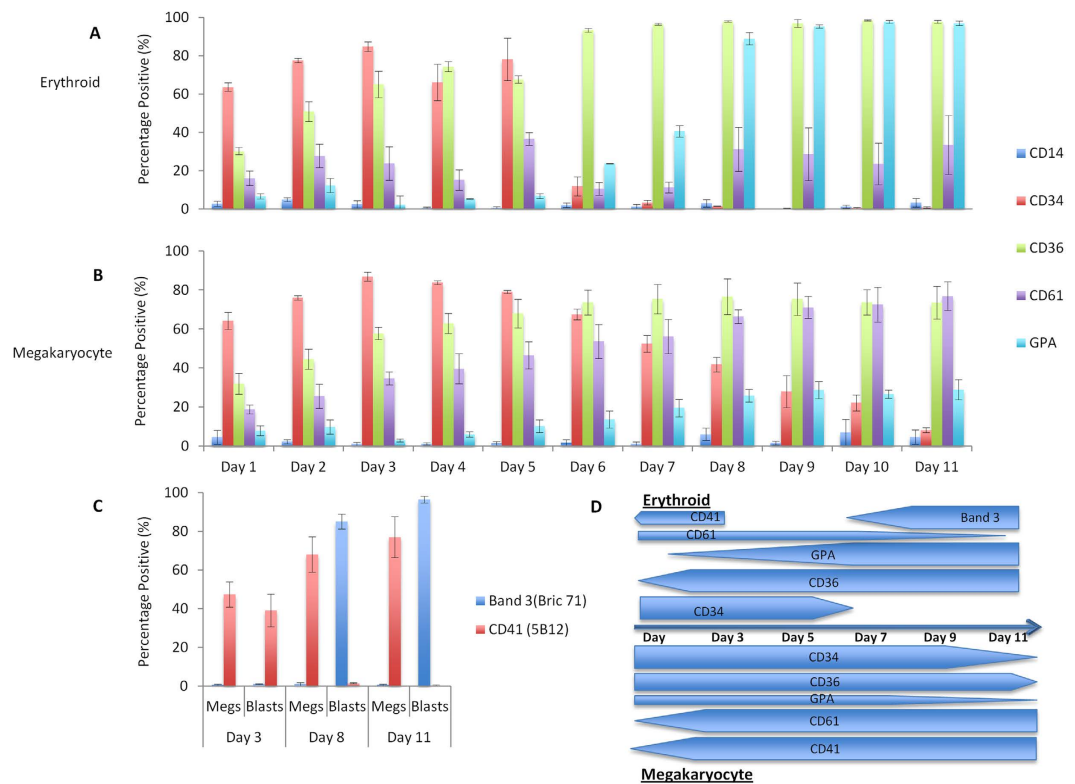 A
Erythroid
Percentage Positive (%)
100
80
60
40
20
0
B
Megakaryocyte
Percentage Positive (%)
100
80
60
40
20
0
Day 1 Day 2 Day 3 Day 4 Day 5 Day 6 Day 7 Day 8 Day 9 Day 10 Day 11
CD14
CD34
CD36
CD61
GPA
C
Percentage Positive (%)
100
80
60
40
20
0
Megs Blasts Megs Blasts Megs Blasts
Day 3 Day 8 Day 11
Band 3(Bric 71)
CD41 (5B12)
D
Erythroid
CD41
Band 3
CD61
GPA
CD36
CD34
Day Day 3 Day 5 Day 7 Day 9 Day 11
CD34
CD36
GPA
CD61
CD41
Megakaryocyte